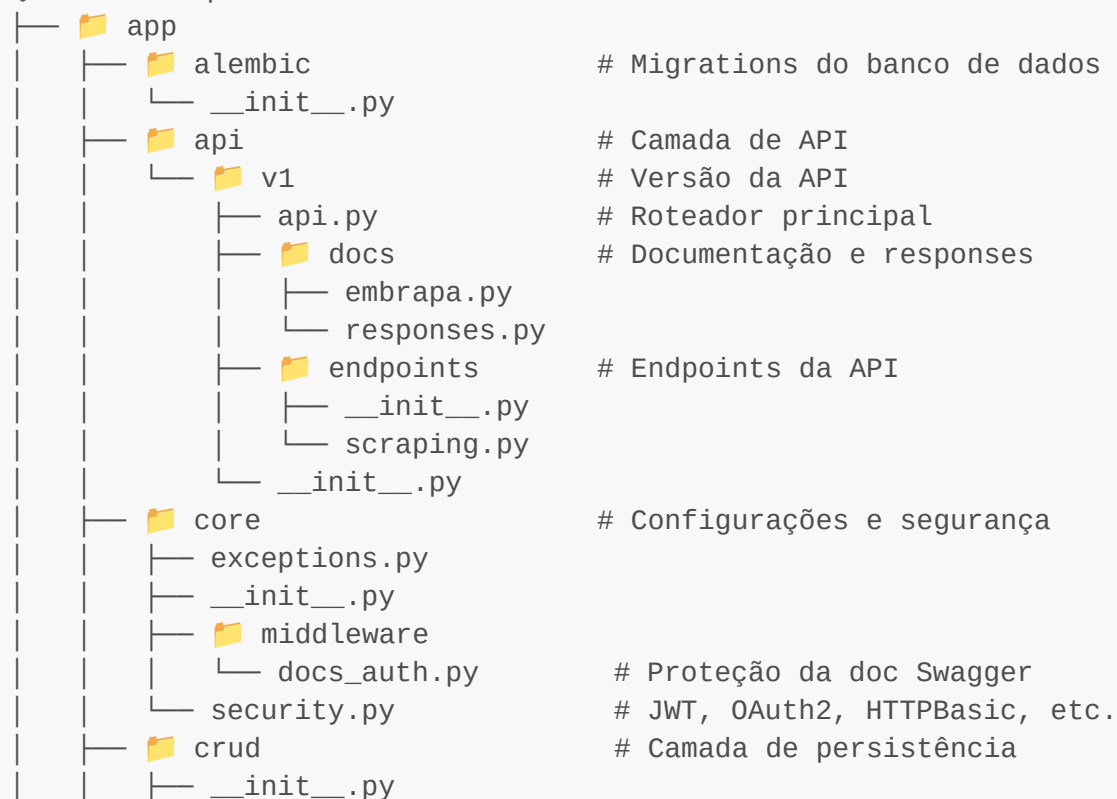 ├── 📁 app
│   ├── 📁 alembic                 # Migrations do banco de dados
│   │   └── __init__.py
│   ├── 📁 api                     # Camada de API
│   │   └── 📁 v1                  # Versão da API
│   │       ├── api.py             # Roteador principal
│   │       ├── 📁 docs            # Documentação e responses
│   │       │   ├── embrapa.py
│   │       │   └── responses.py
│   │       ├── 📁 endpoints       # Endpoints da API
│   │       │   ├── __init__.py
│   │       │   └── scraping.py
│   │       └── __init__.py
│   ├── 📁 core                    # Configurações e segurança
│   │   ├── exceptions.py
│   │   ├── __init__.py
│   │   ├── 📁 middleware
│   │   │   └── docs_auth.py        # Proteção da doc Swagger
│   │   └── security.py             # JWT, OAuth2, HTTPBasic, etc.
│   ├── 📁 crud                     # Camada de persistência
│   │   ├── __init__.py